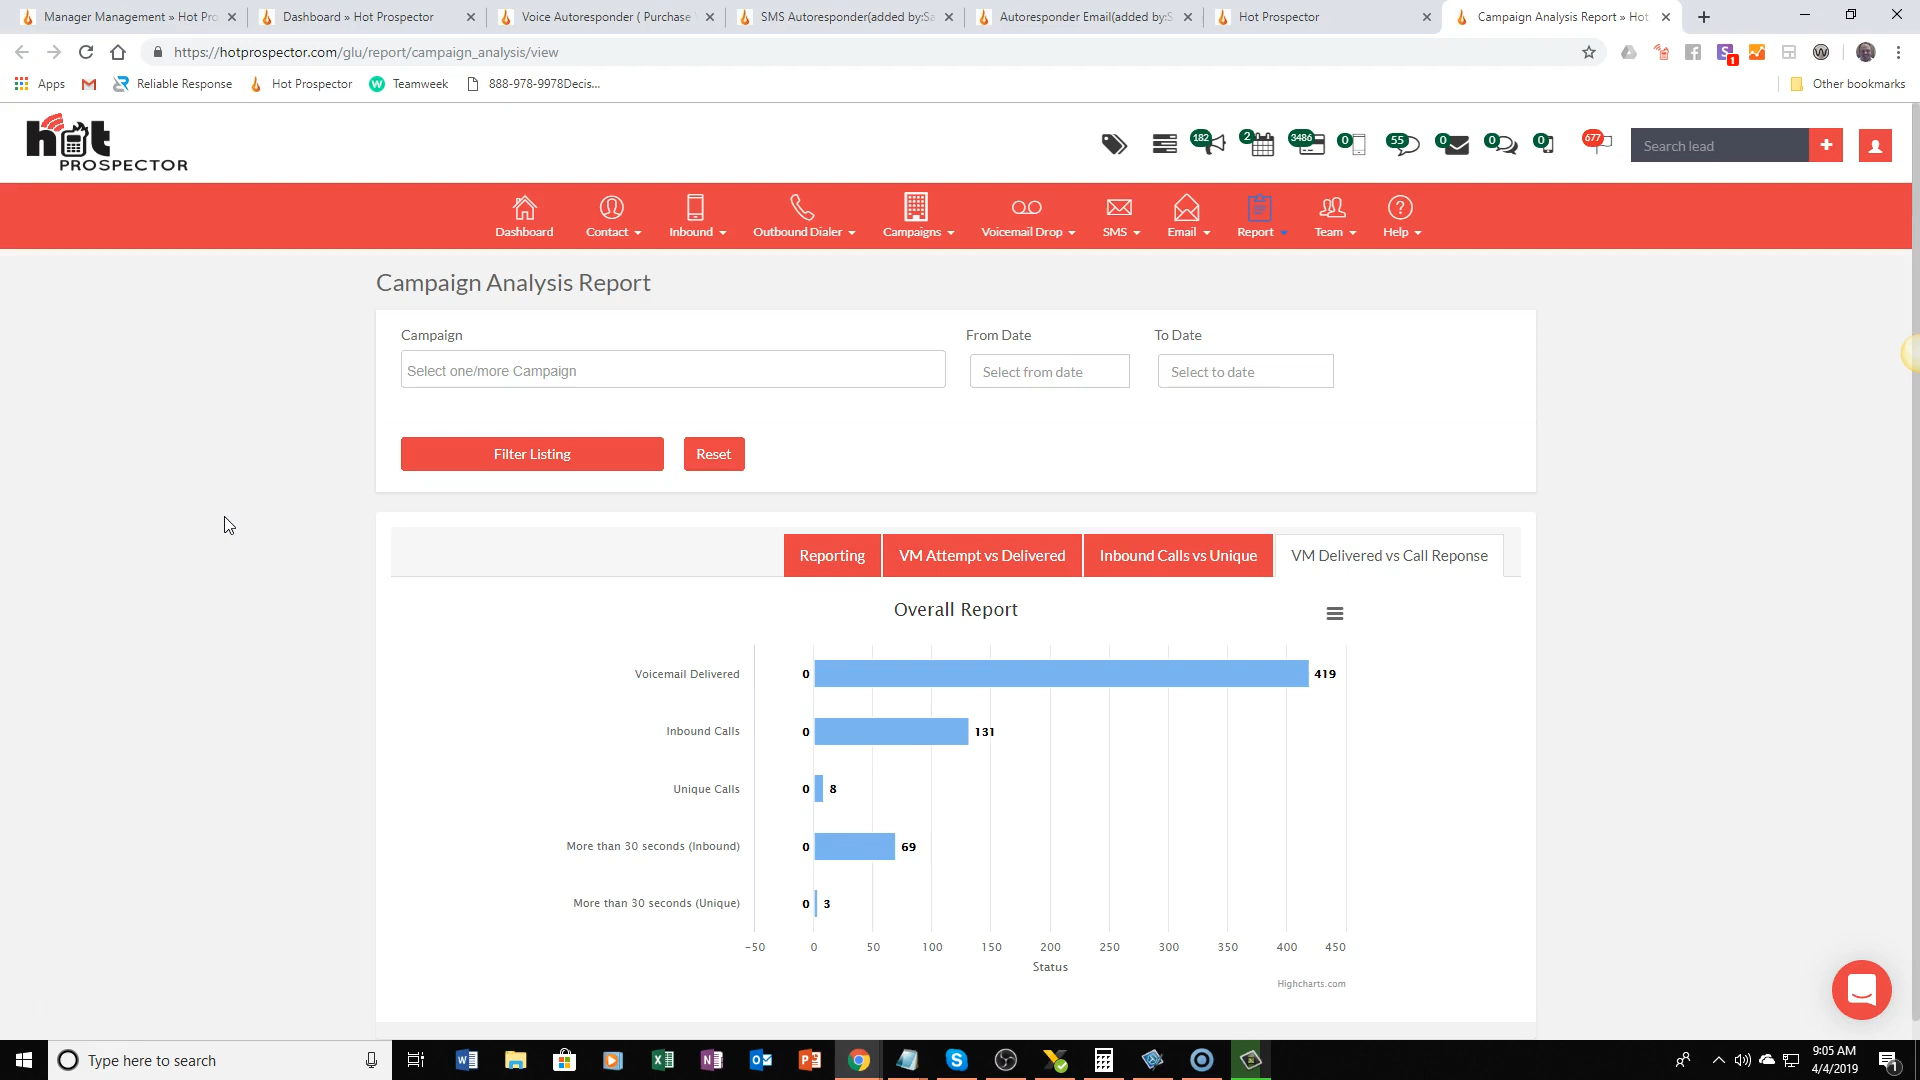 Manager Management » Hot Pro
Dashboard » Hot Prospector
Voice Autoresponder ( Purchase
SMS Autoresponder(added by:Sa
Autoresponder Email(added by:S
Hot Prospector
Campaign Analysis Report » Hot
https://hotprospector.com/glu/report/campaign_analysis/view
Apps
Reliable Response
Hot Prospector
Teamweek
888-978-9978Decis...
Other bookmarks
hot
PROSPECTOR
182
2
3486
0
55
0
0
0
677
Search lead
Dashboard
Contact
Inbound
Outbound Dialer
Campaigns
Voicemail Drop
SMS
Email
Report
Team
Help
Campaign Analysis Report
Campaign
From Date
To Date
Select one/more Campaign
Select from date
Select to date
Filter Listing
Reset
Reporting
VM Attempt vs Delivered
Inbound Calls vs Unique
VM Delivered vs Call Reponse
Overall Report
Voicemail Delivered
0
419
Inbound Calls
0
131
Unique Calls
0
8
More than 30 seconds (Inbound)
0
69
More than 30 seconds (Unique)
0
3
-50
0
50
100
150
200
250
300
350
400
450
Status
Highcharts.com
Type here to search
9:05 AM
4/4/2019